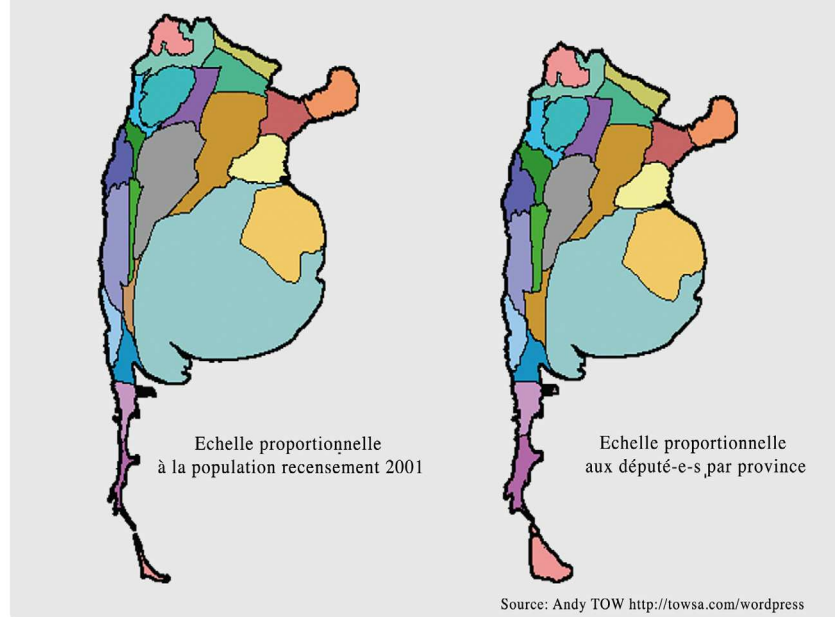 Echelle proportionnelle
à la population recensement 2001
Echelle proportionnelle
aux député-e-s par province
Source: Andy TOW http://towsa.com/wordpress